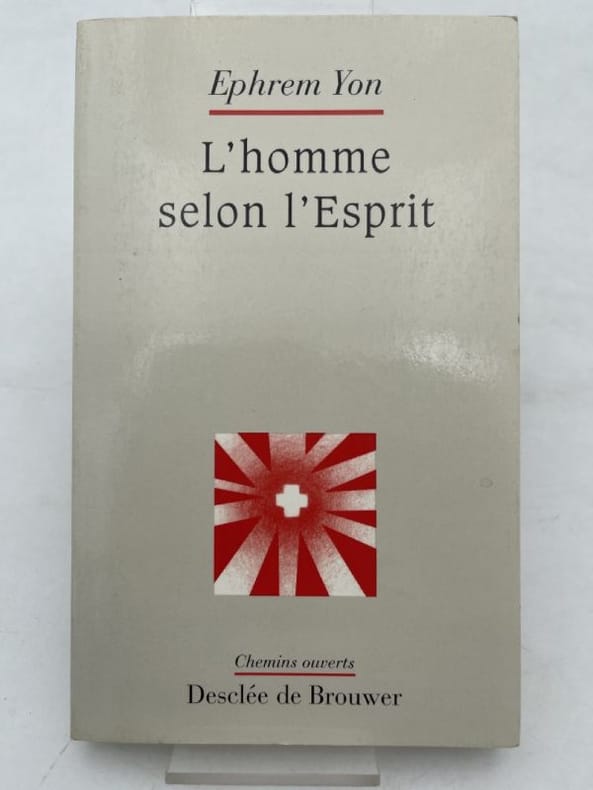 Ephrem Yon
L'homme
selon l'Esprit
Chemins ouverts
Desclée de Brouwer